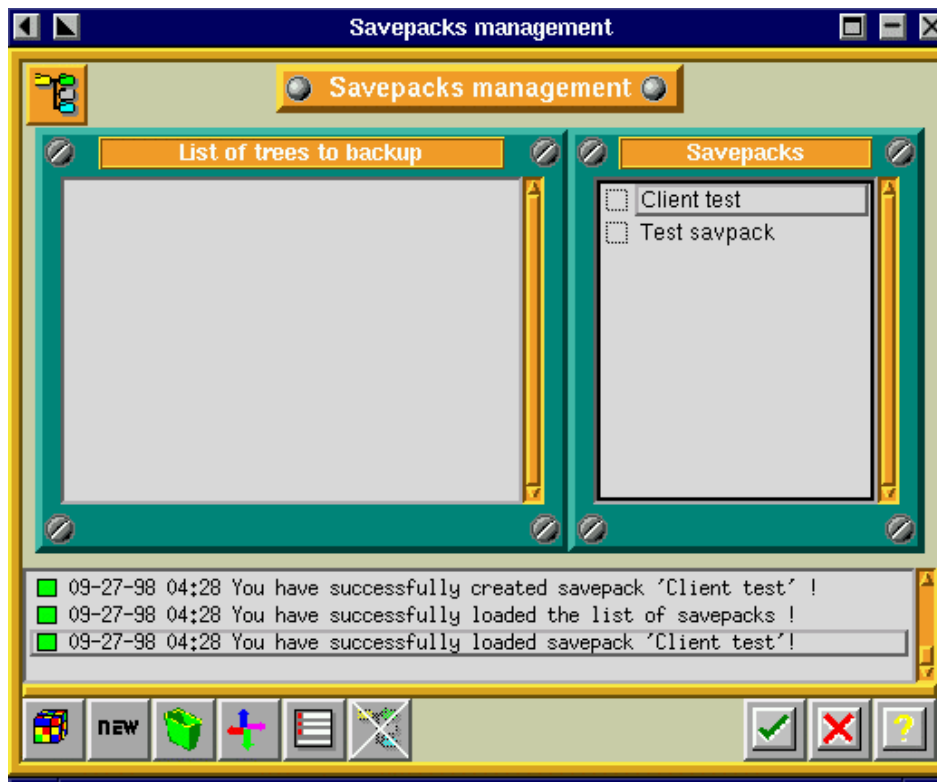 Savepacks management
Savepacks management
List of trees to backup
Savepacks
Client test
Test savpack
09-27-98 04:28 You have successfully created savepack 'Client test' !
09-27-98 04:28 You have successfully loaded the list of savepacks !
09-27-98 04:28 You have successfully loaded savepack 'Client test'!
new
?